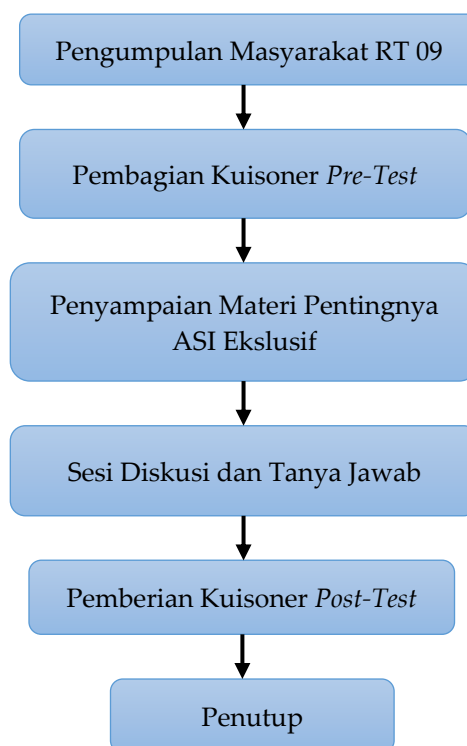 Pengumpulan Masyarakat RT 09
Pembagian Kuisoner Pre-Test
Penyampaian Materi Pentingnya
ASI Ekslusif
Sesi Diskusi dan Tanya Jawab
Pemberian Kuisoner Post-Test
Penutup